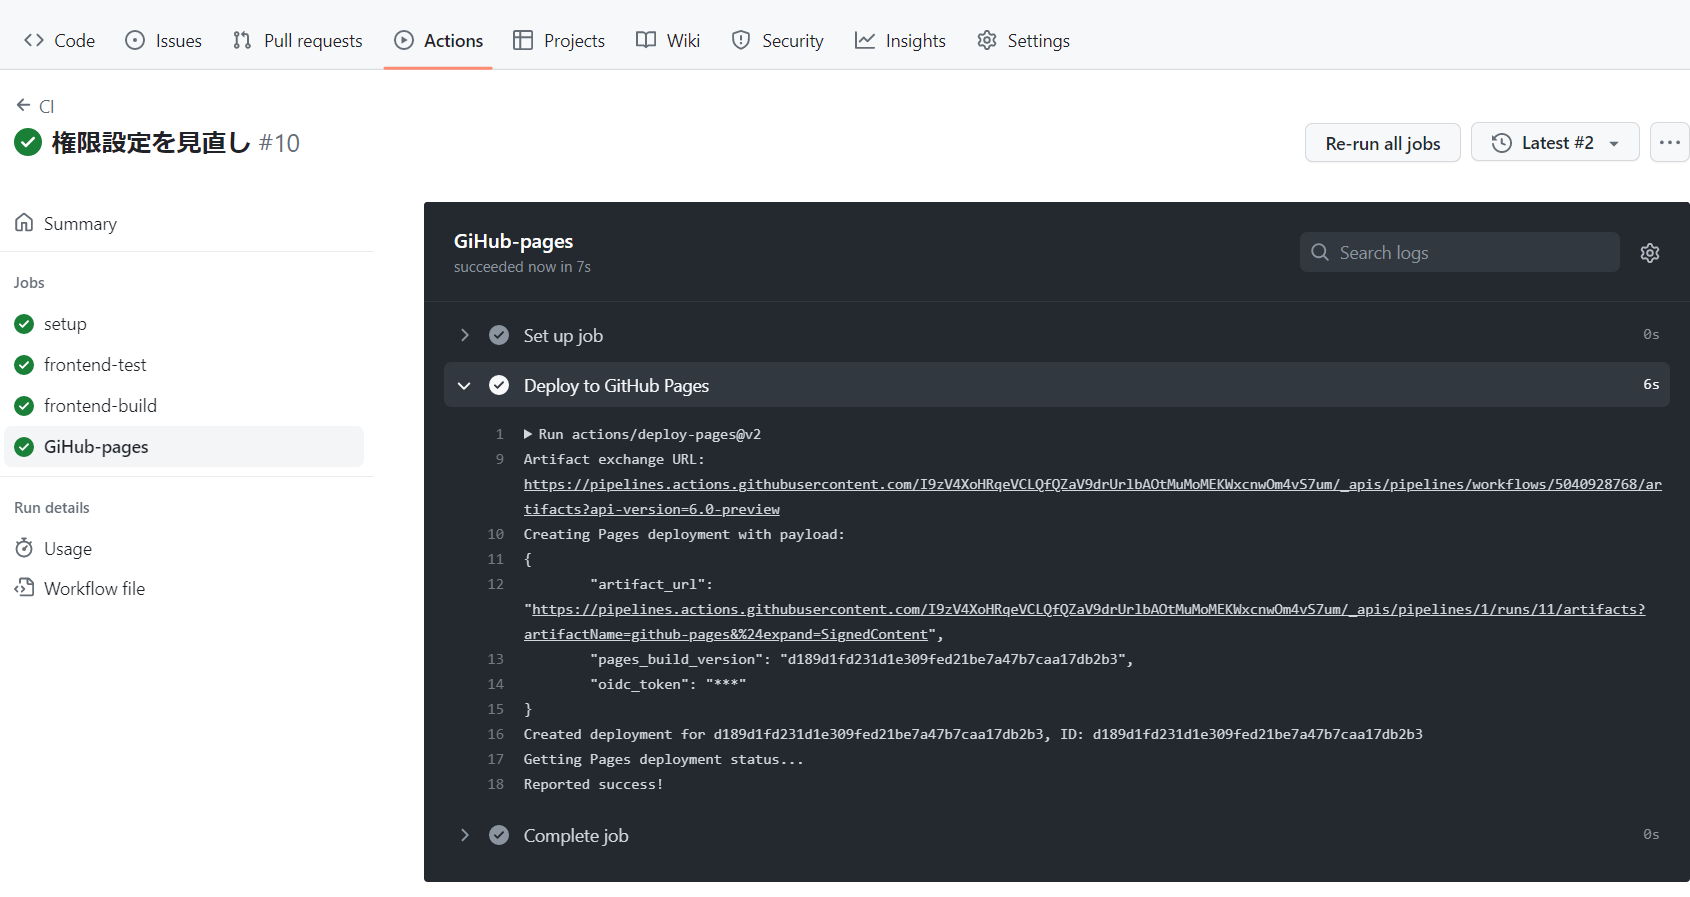 Code Issues Pull requests Actions Projects Wiki Security Insights Settings
CI
権限設定を見直し #10
Re-run all jobs Latest #2
Summary
Jobs
setup
frontend-test
frontend-build
GiHub-pages
Run details
Usage
Workflow file
GiHub-pages
succeeded now in 7s
Search logs
Set up job 0s
Deploy to GitHub Pages 6s
1 Run actions/deploy-pages@v2
9 Artifact exchange URL:
https://pipelines.actions.githubusercontent.com/I9zV4XoHRqeVCLQfQZaV9drUrlbAOtMuMoMEKWxcnwOm4vS7um/_apis/pipelines/workflows/5040928768/ar
tifacts?api-version=6.0-preview
10 Creating Pages deployment with payload:
11 {
12 "artifact_url":
"https://pipelines.actions.githubusercontent.com/I9zV4XoHRqeVCLQfQZaV9drUrlbAOtMuMoMEKWxcnwOm4vS7um/_apis/pipelines/1/runs/11/artifacts?
artifactName=github-pages&%24expand=SignedContent",
13 "pages_build_version": "d189d1fd231d1e309fed21be7a47b7caa17db2b3",
14 "oidc_token": "***"
15 }
16 Created deployment for d189d1fd231d1e309fed21be7a47b7caa17db2b3, ID: d189d1fd231d1e309fed21be7a47b7caa17db2b3
17 Getting Pages deployment status...
18 Reported success!
Complete job 0s